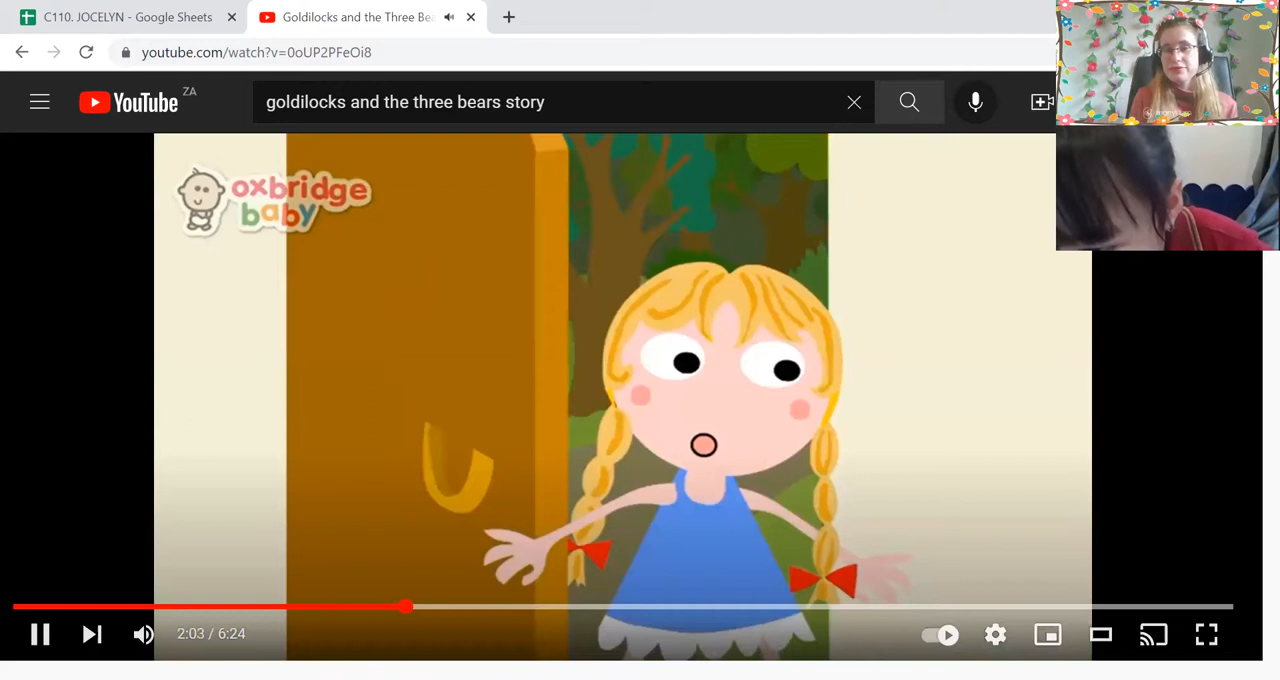 C110. JOCELYN - Google Sheets
Goldilocks and the Three Bea
youtube.com/watch?v=0oUP2PFeOi8
YouTube ZA
goldilocks and the three bears story
oxbridge
baby
2:03 / 6:24